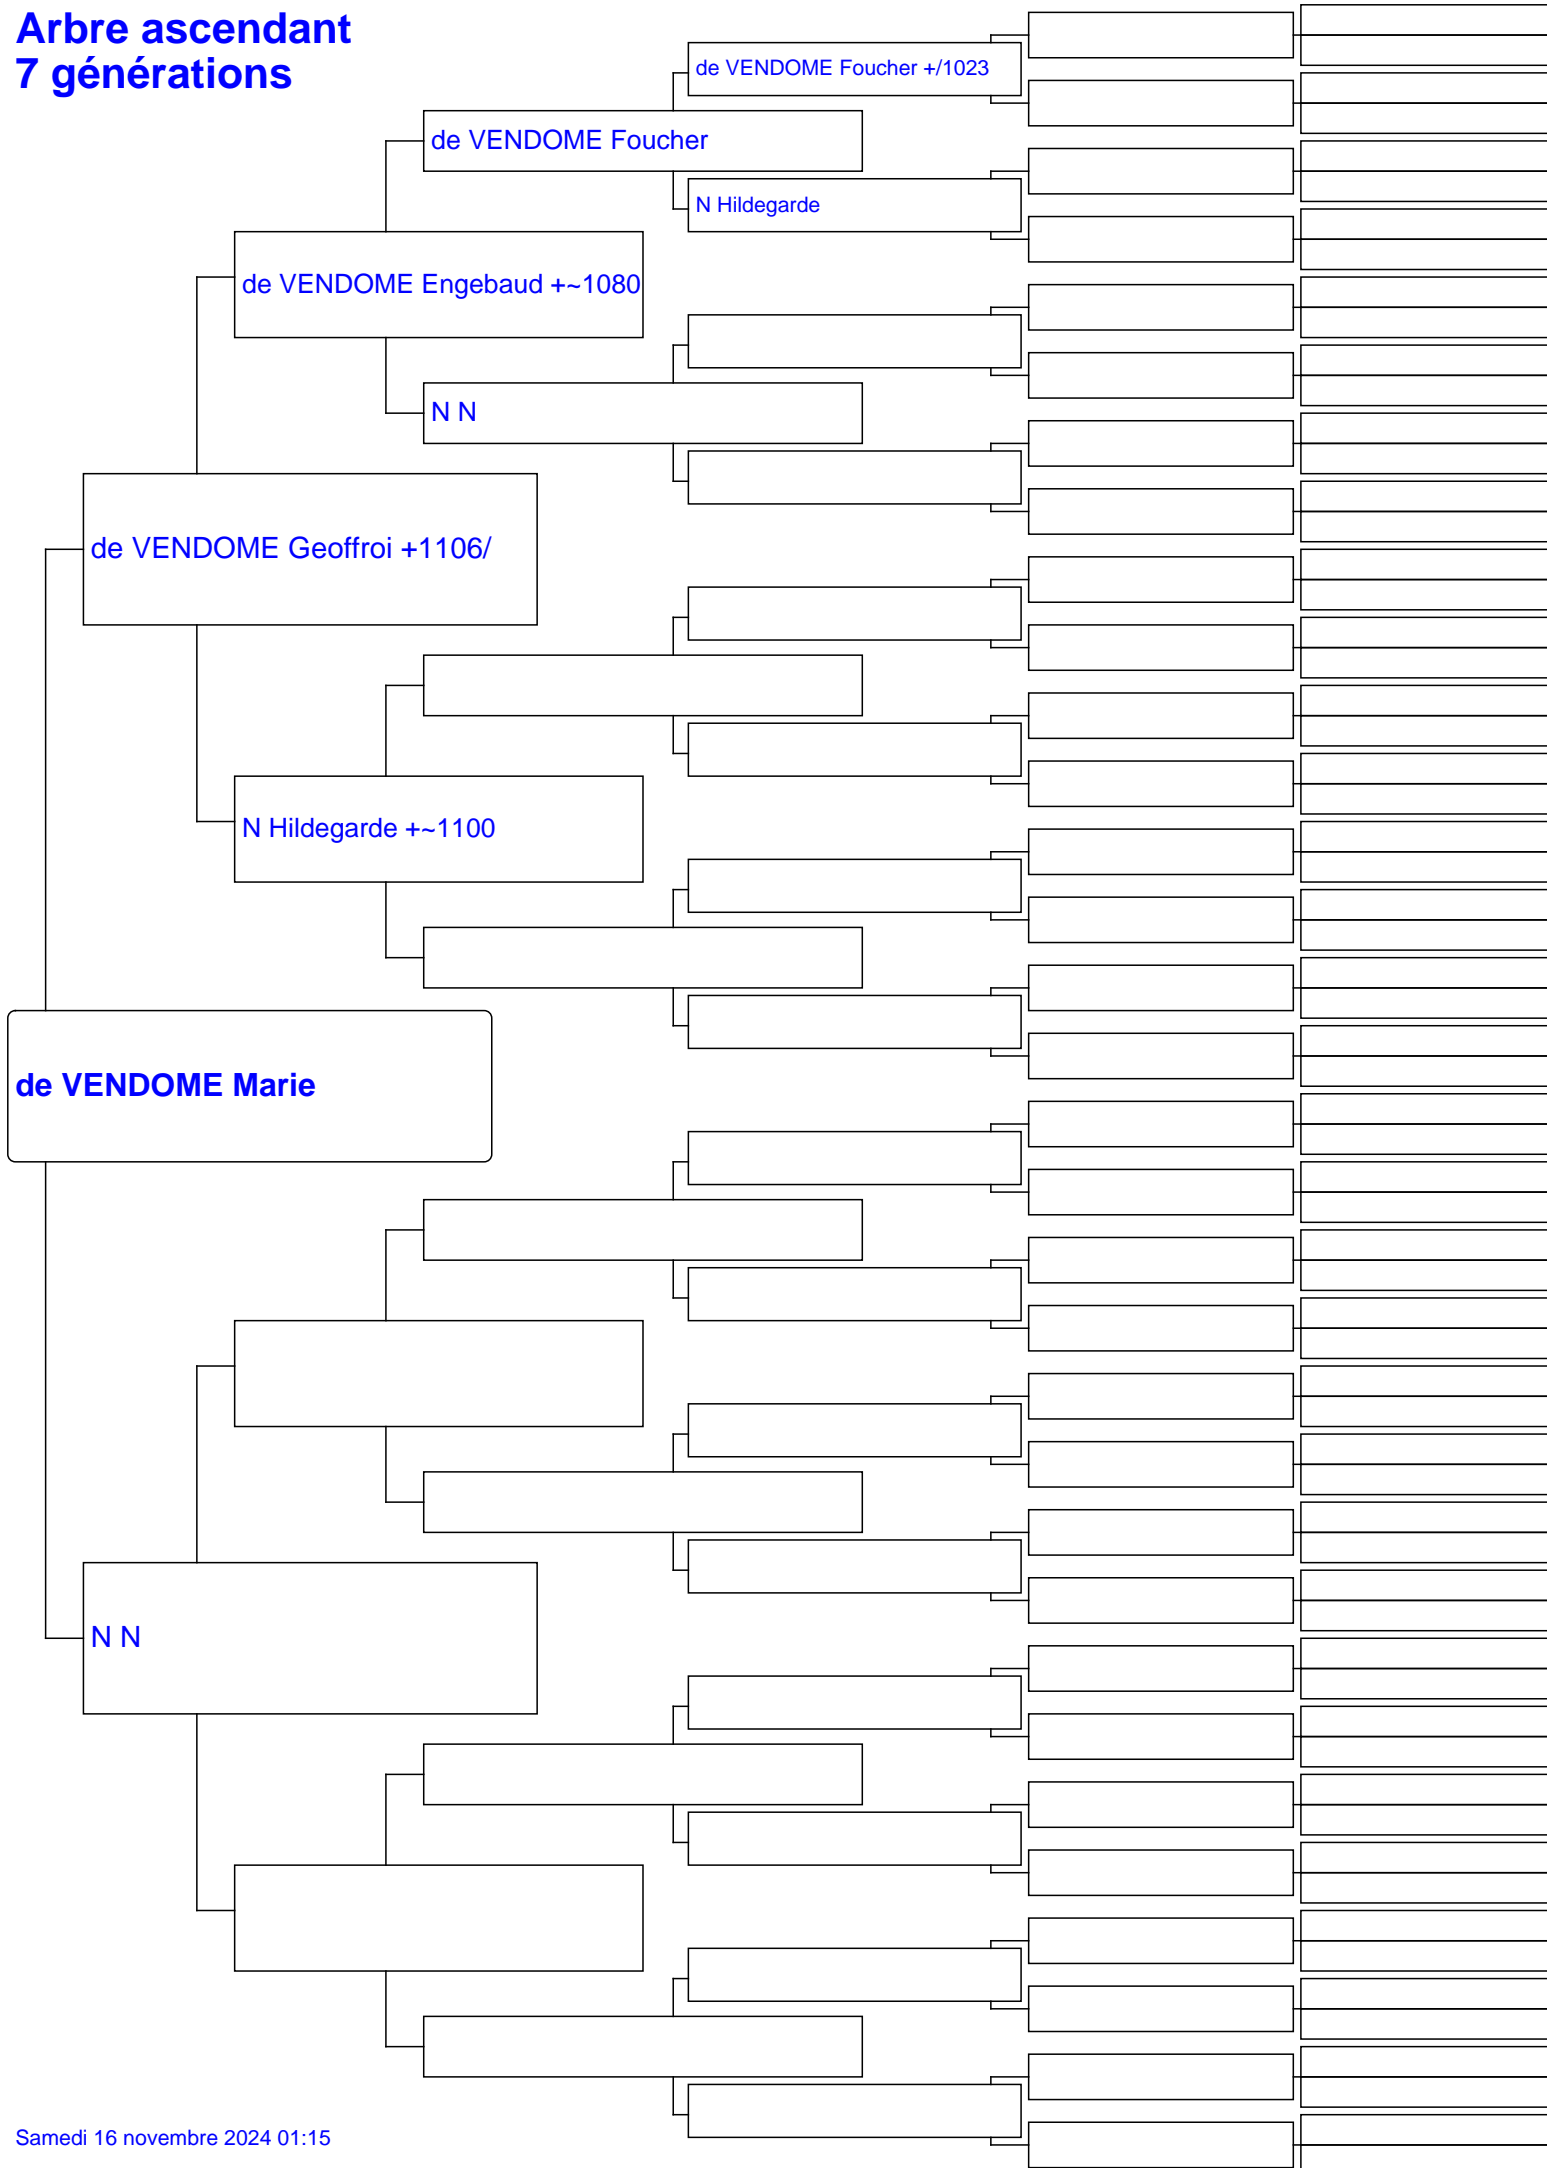 Arbre ascendant
7 générations
de VENDOME Foucher +/1023
de VENDOME Foucher
N Hildegarde
de VENDOME Engebaud +~1080
N N
de VENDOME Geoffroi +1106/
N Hildegarde +~1100
de VENDOME Marie
N N
Samedi 16 novembre 2024 01:15